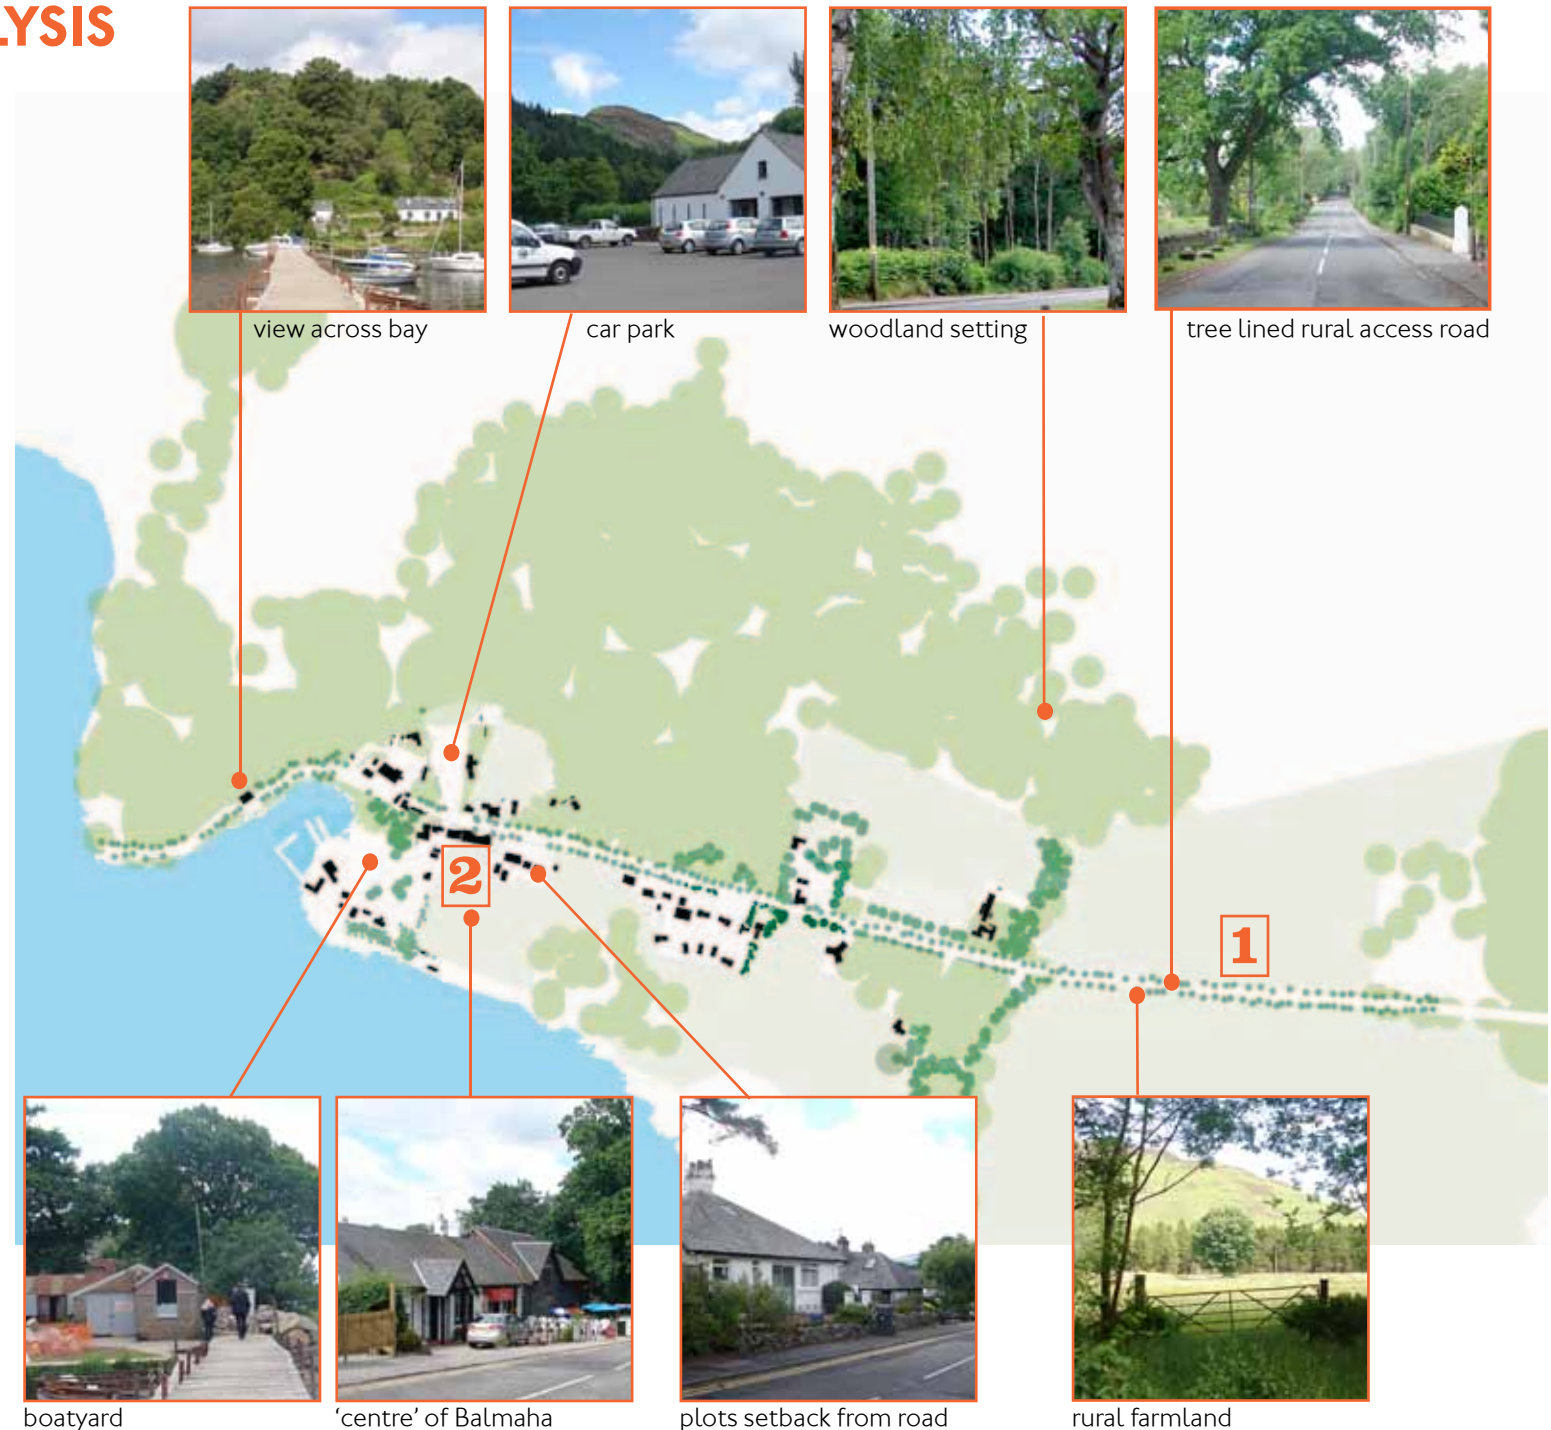 LYSIS
view across bay
car park
woodland setting
tree lined rural access road
2
1
boatyard
‘centre’ of Balmaha
plots setback from road
rural farmland